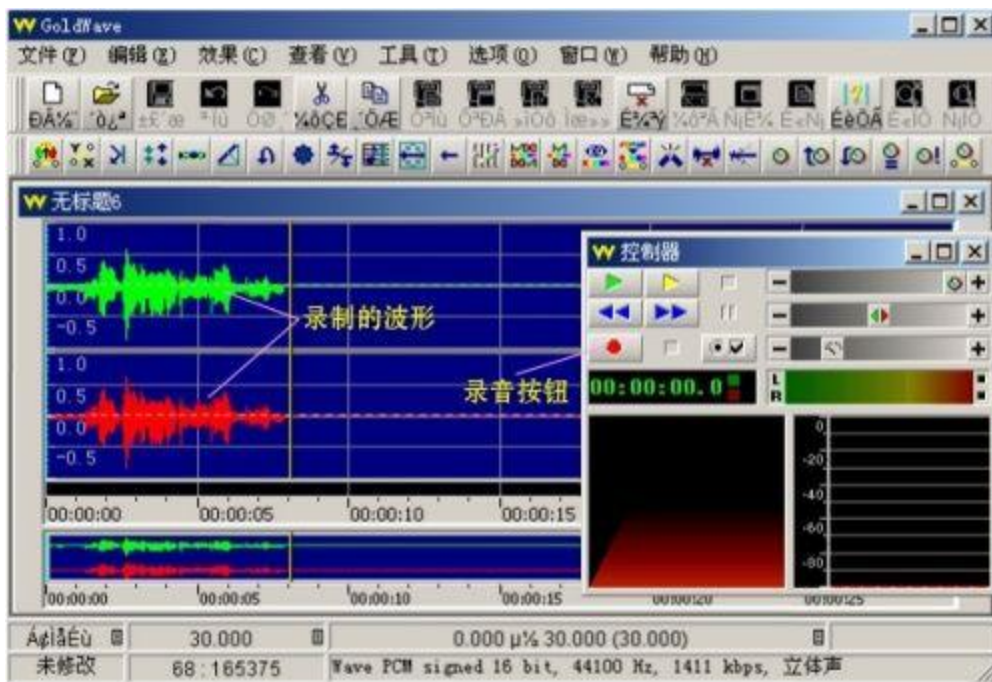 GoldWave
文件(F) 编辑(E) 效果(C) 查看(V) 工具(T) 选项(O) 窗口(W) 帮助(H)
无标题6
1.0
0.5
0.0
-0.5
1.0
0.5
0.0
-0.5
录制的波形
录音按钮
控制器
00:00:00.0
L
R
0
-20
-40
-60
-80
00:00:00 00:00:05 00:00:10 00:00:15
00:00:00 00:00:05 00:00:10 00:00:15 00:00:20 00:00:25
30.000 0.000 µ½ 30.000 (30.000)
未修改 68:165375 Wave PCM signed 16 bit, 44100 Hz, 1411 kbps, 立体声